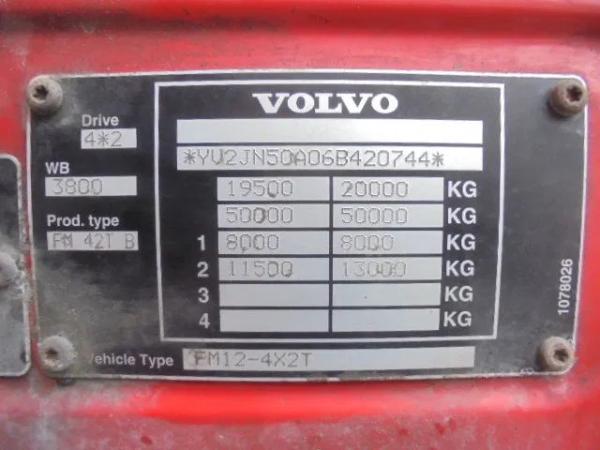 VOLVO
Drive
4*2
*YV2JN50A06B420744*
WB
3800
19500 20000 KG
50000 50000 KG
Prod. type
FM 42T B
1 8000 8000 KG
2 11500 13000 KG
3 KG
4 KG
1078026
Vehicle Type FM12-4X2T